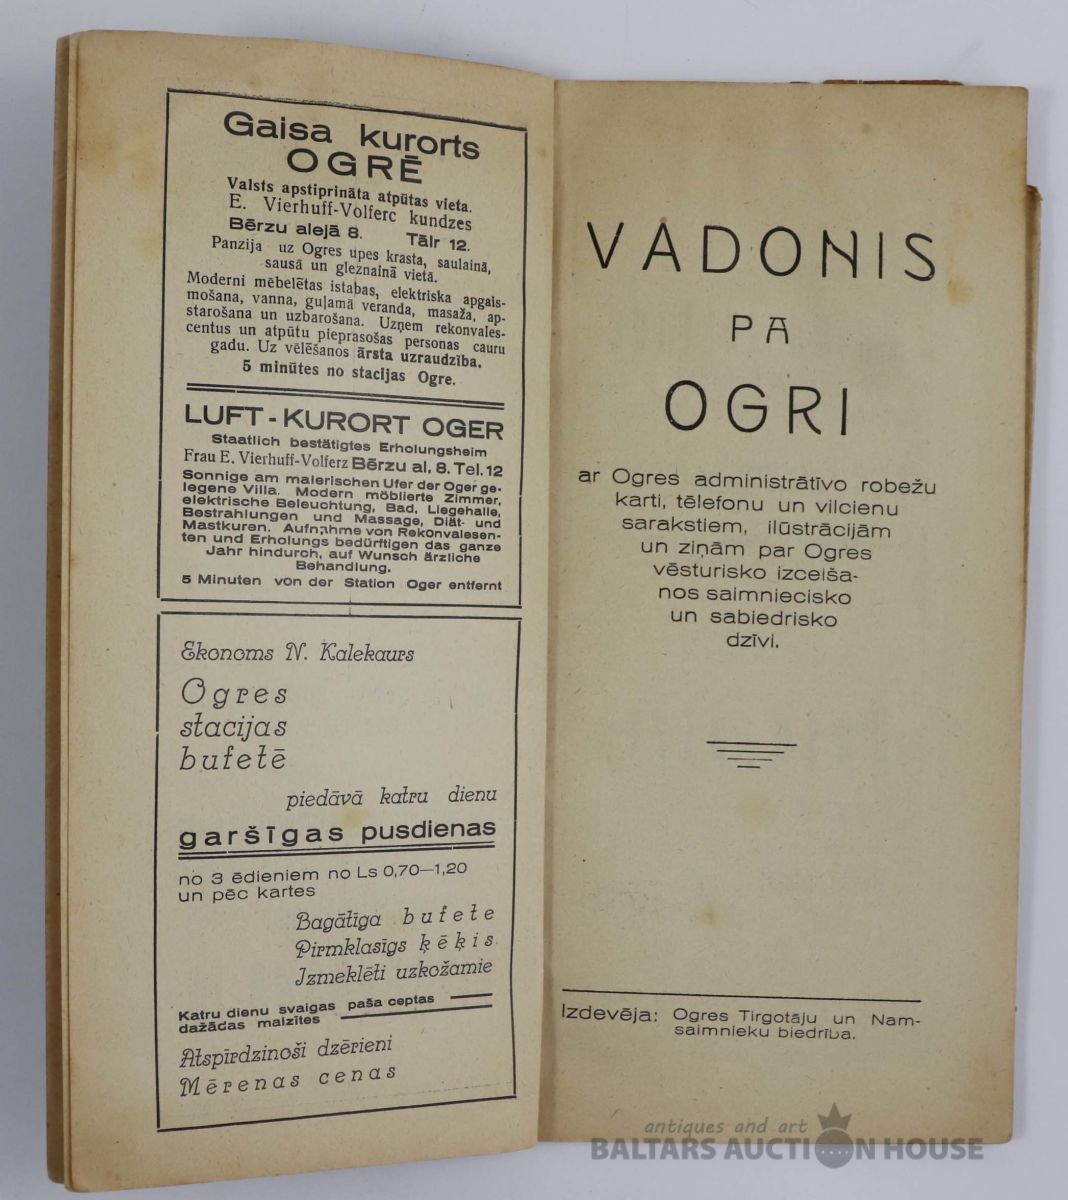 Gaisa kurorts
OGRĒ
Valsts apstiprināta atpūtas vieta.
E. Vierhuff-Volferc kundzes
Bērzu alejā 8. Tālr 12.
Panzija uz Ogres upes krasta, saulainā,
sausā un gleznainā vietā.
Moderni mēbelētas istabas, elektriska apgais-
mošana, vanna, guļamā veranda, masaža, ap-
starošana un uzbarošana. Uzņem rekonvales-
centus un atpūtu pieprasošas personas cauru
gadu. Uz vēlēšanos ārsta uzraudzība.
5 minūtes no stacijas Ogre.
LUFT-KURORT OGER
Staatlich bestätigtes Erholungsheim
Frau E. Vierhuff-Volferz Bērzu al. 8. Tel. 12
Sonnige am malerischen Ufer der Oger ge-
legene Villa. Modern möblierte Zimmer,
elektrische Beleuchtung, Bad, Liegehalle,
Bestrahlungen und Massage, Diät- und
Mastkuren. Aufnahme von Rekonvalesen-
ten und Erholungs bedürftigen das ganze
Jahr hindurch, auf Wunsch ärzliche
Behandlung.
5 Minuten von der Station Oger entfernt
Ekonoms N. Kalekaurs
Ogres
stacijas
bufetē
piedāvā katru dienu
garšīgas pusdienas
no 3 ēdieniem no Ls 0,70—1,20
un pēc kartes
Bagātīga bufete
Pirmklasīgs ķēķis
Izmeklēti uzkožamie
Katru dienu svaigas paša ceptas
dažādas maizītes
Atspirdzinoši dzērieni
Mērenas cenas
VADONIS
PA
OGRI
ar Ogres administrātīvo robežu
karti, tēlefonu un vilcienu
sarakstiem, ilūstrācijām
un ziņām par Ogres
vēsturisko izcelša-
nos saimniecisko
un sabiedrisko
dzīvi.
Izdevēja: Ogres Tirgotāju un Nam-
saimnieku biedrība.
antiques and art
BALTARS AUCTION HOUSE